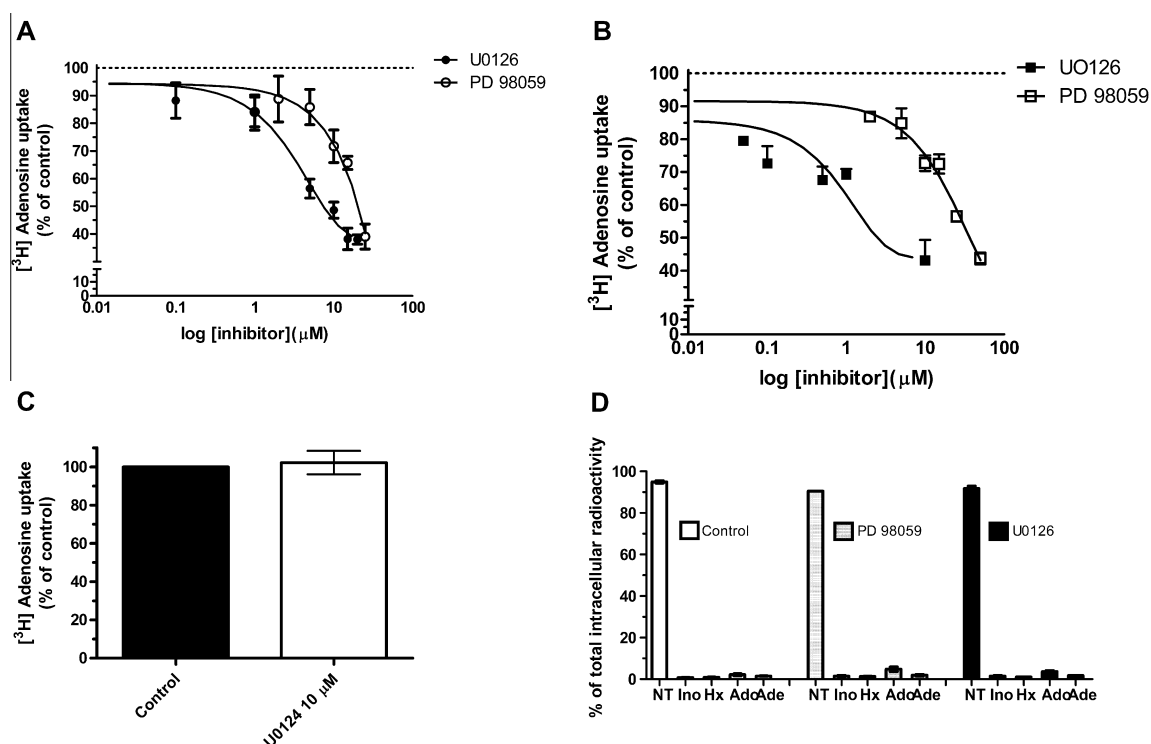 A
U0126
PD 98059
[³H] Adenosine uptake
(% of control)
100
90
80
70
60
50
40
10
0
0.01
0.1
1
10
100
log [inhibitor](μM)
B
UO126
PD 98059
[³H] Adenosine uptake
(% of control)
100
90
80
70
60
50
40
10
0
0.01
0.1
1
10
100
log [inhibitor](μM)
C
[³H] Adenosine uptake
(% of control)
100
80
60
40
20
0
Control
U0124 10 μM
D
% of total intracellular radioactivity
100
80
60
40
20
0
Control
PD 98059
U0126
NT Ino Hx Ado Ade NT Ino Hx Ado Ade NT Ino Hx Ado Ade